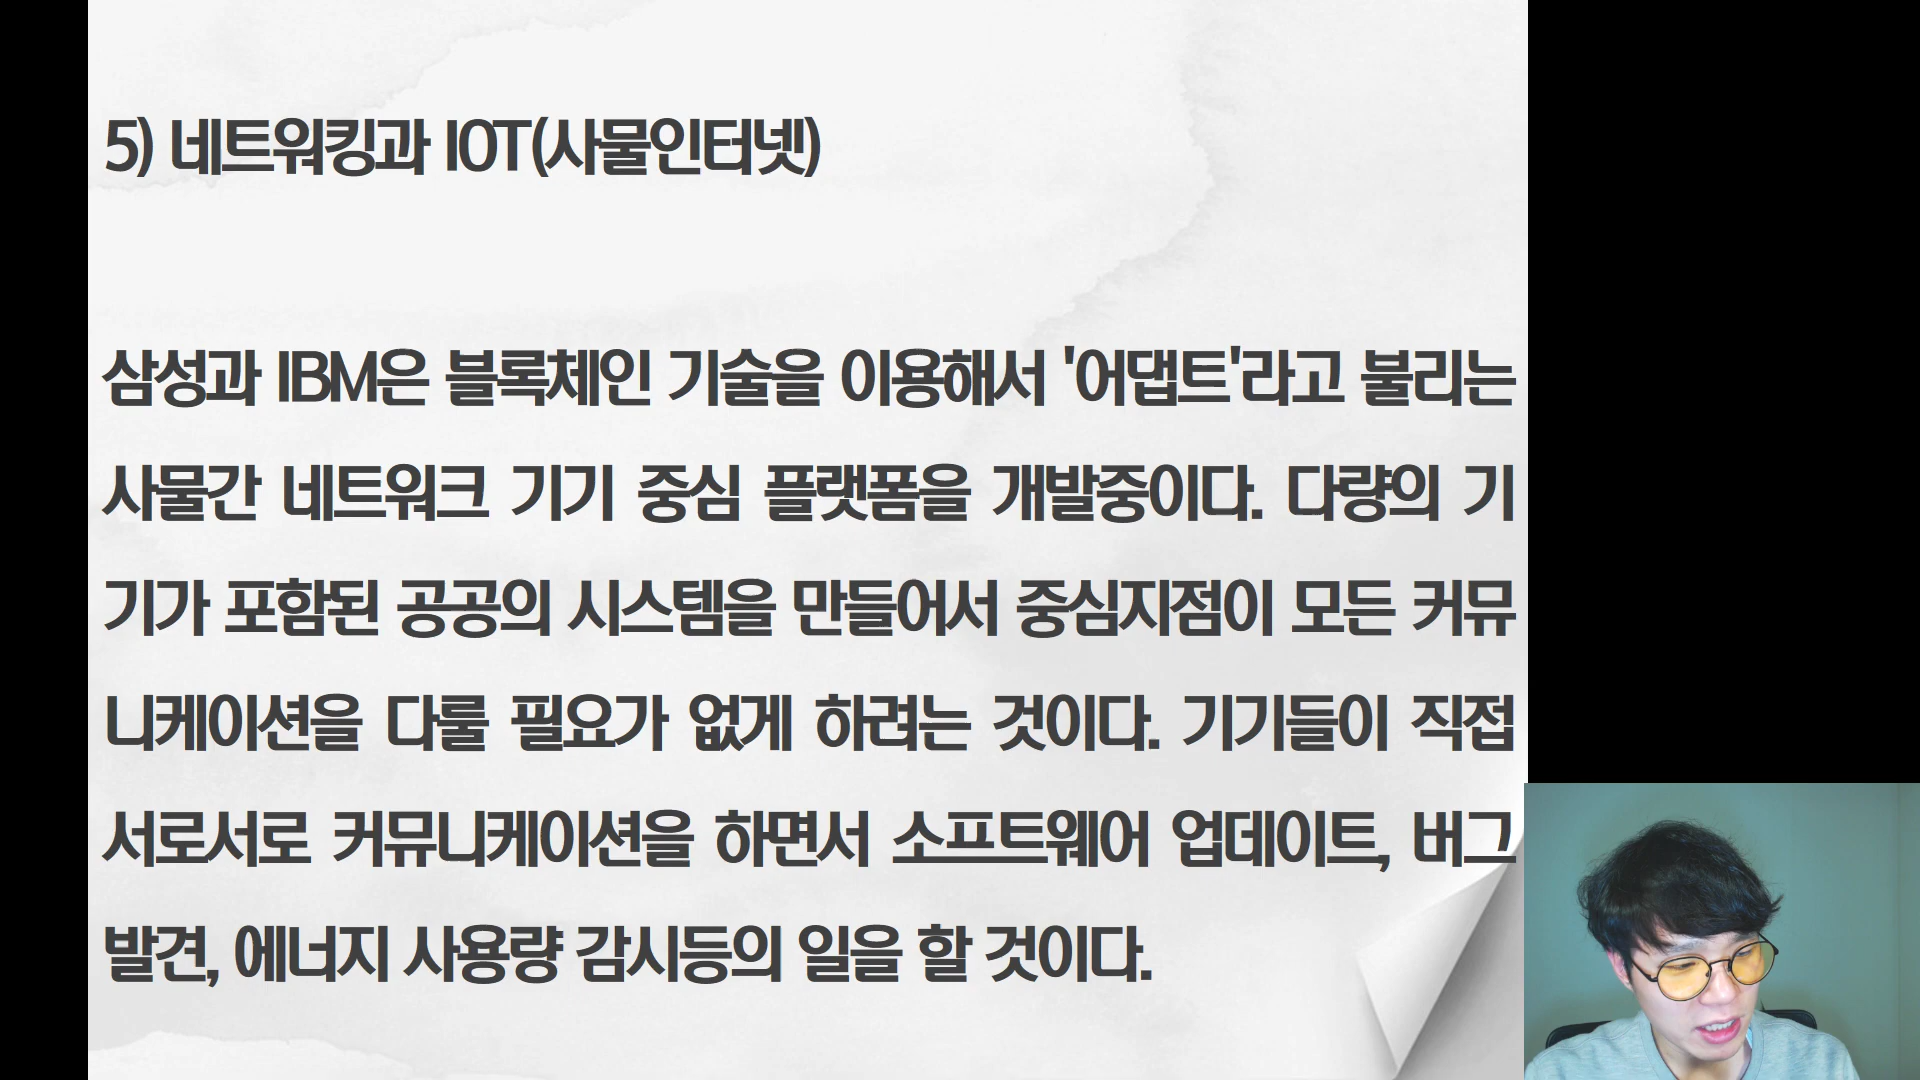 5) 네트워킹과 IOT(사물인터넷)
삼성과 IBM은 블록체인 기술을 이용해서 '어댑트'라고 불리는
사물간 네트워크 기기 중심 플랫폼을 개발중이다. 다량의 기
기가 포함된 공공의 시스템을 만들어서 중심지점이 모든 커뮤
니케이션을 다룰 필요가 없게 하려는 것이다. 기기들이 직접
서로서로 커뮤니케이션을 하면서 소프트웨어 업데이트, 버그
발견, 에너지 사용량 감시등의 일을 할 것이다.